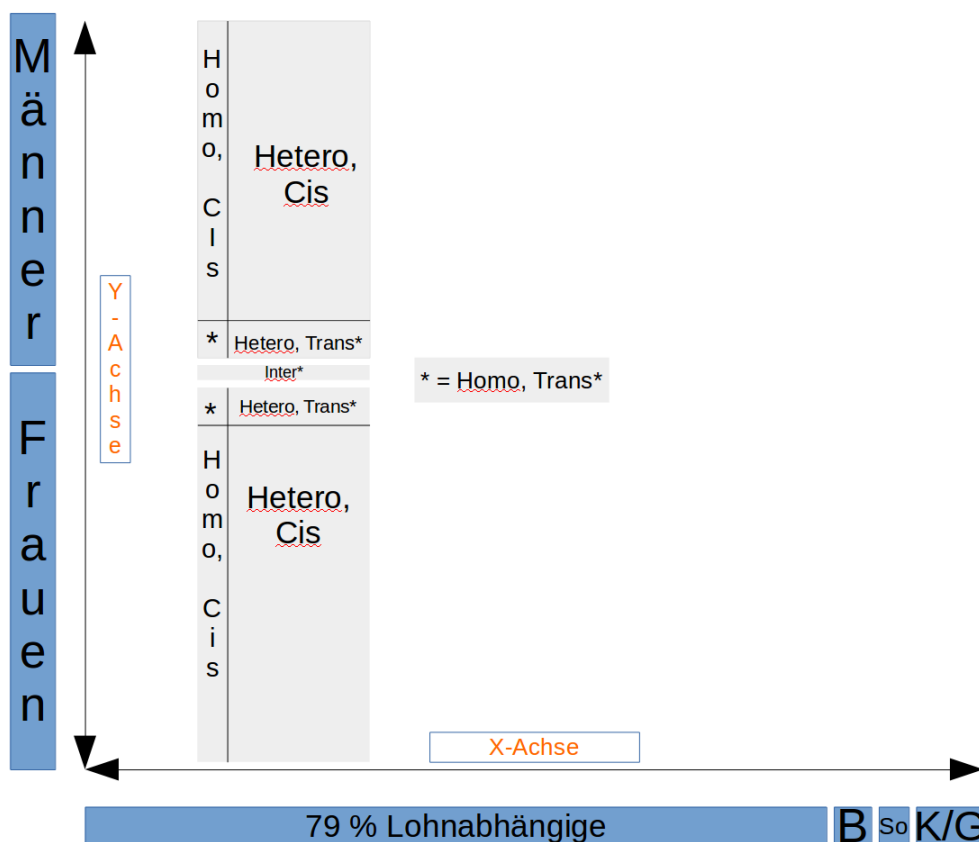 Männer
Homo, CIs
Hetero,
Cis
Y-Achse
* Hetero, Trans*
Inter*
* = Homo, Trans*
* Hetero, Trans*
Frauen
Homo, Cis
Hetero,
Cis
X-Achse
79 % Lohnabhängige B So K/G